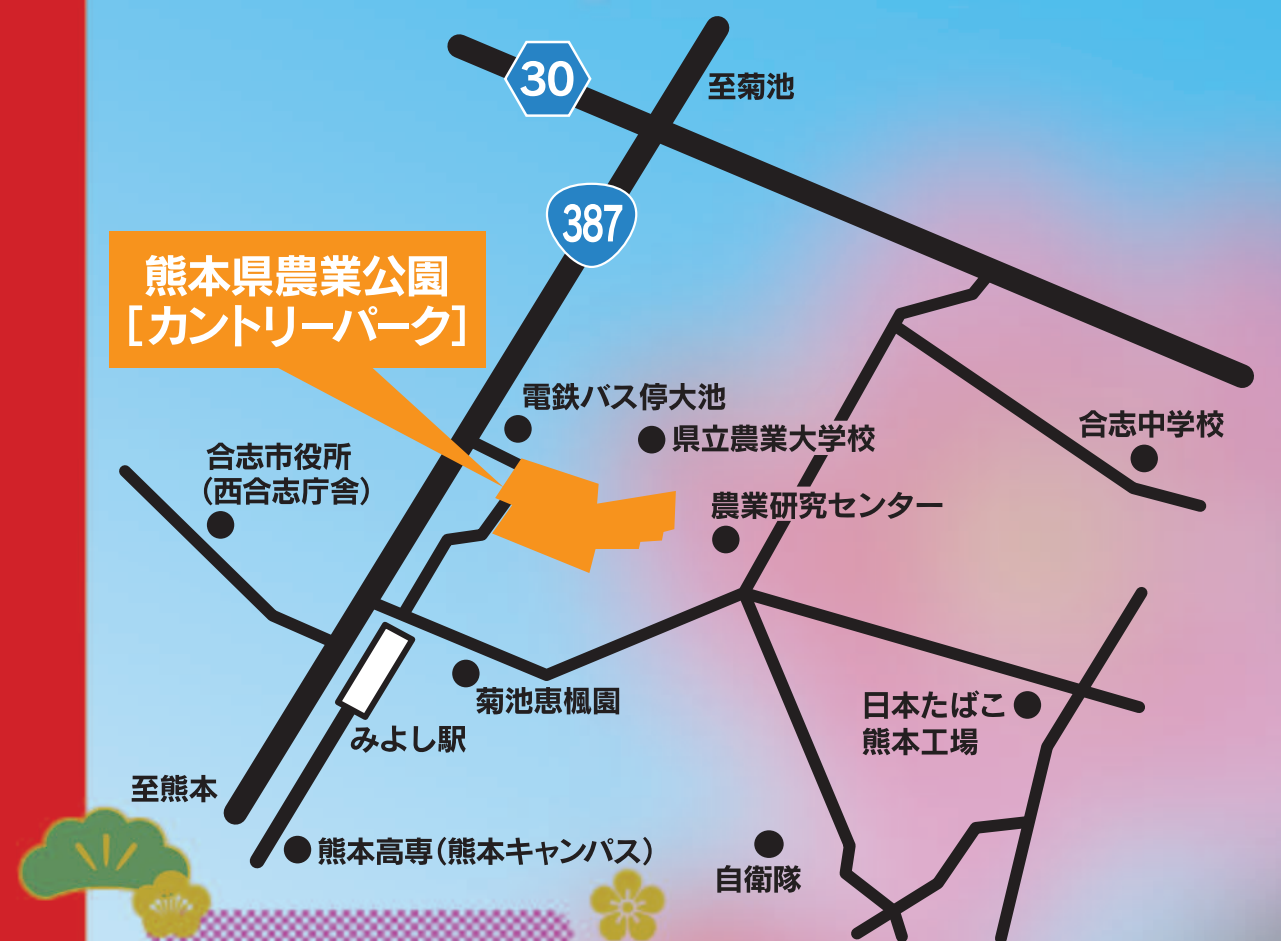 30
至菊池
387
熊本県農業公園
[カントリーパーク]
電鉄バス停大池
県立農業大学校
合志中学校
合志市役所
(西合志庁舎)
農業研究センター
菊池恵楓園
みよし駅
日本たばこ
熊本工場
至熊本
熊本高専(熊本キャンパス)
自衛隊